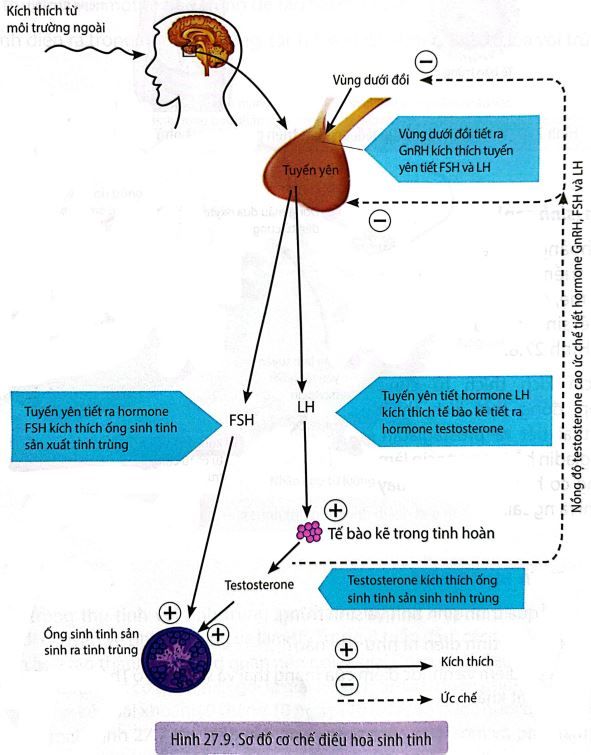 Kích thích từ
môi trường ngoài
Vùng dưới đồi
Vùng dưới đồi tiết ra
GnRH kích thích tuyến
yên tiết FSH và LH
Tuyến yên
Nồng độ testosterone cao ức chế tiết hormone GnRH, FSH và LH
Tuyến yên tiết ra hormone
FSH kích thích ống sinh tinh
sản xuất tinh trùng
FSH
LH
Tuyến yên tiết hormone LH
kích thích tế bào kẽ tiết ra
hormone testosterone
Tế bào kẽ trong tinh hoàn
Testosterone
Testosterone kích thích ống
sinh tinh sản sinh tinh trùng
Ống sinh tinh sản
sinh ra tinh trùng
Kích thích
Ức chế
Hình 27.9. Sơ đồ cơ chế điều hoà sinh tinh